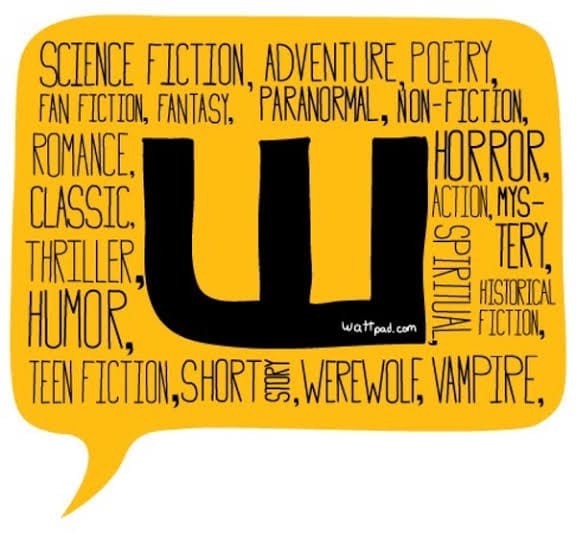 SCIENCE FICTION, ADVENTURE, POETRY,
FAN FICTION, FANTASY, PARANORMAL, NON-FICTION,
ROMANCE,
CLASSIC,
THRILLER,
HUMOR,
W
wattpad.com
HORROR,
ACTION, MYS-
TERY,
SPIRITUAL,
HISTORICAL
FICTION,
TEEN FICTION, SHORT STORY, WEREWOLF, VAMPIRE,